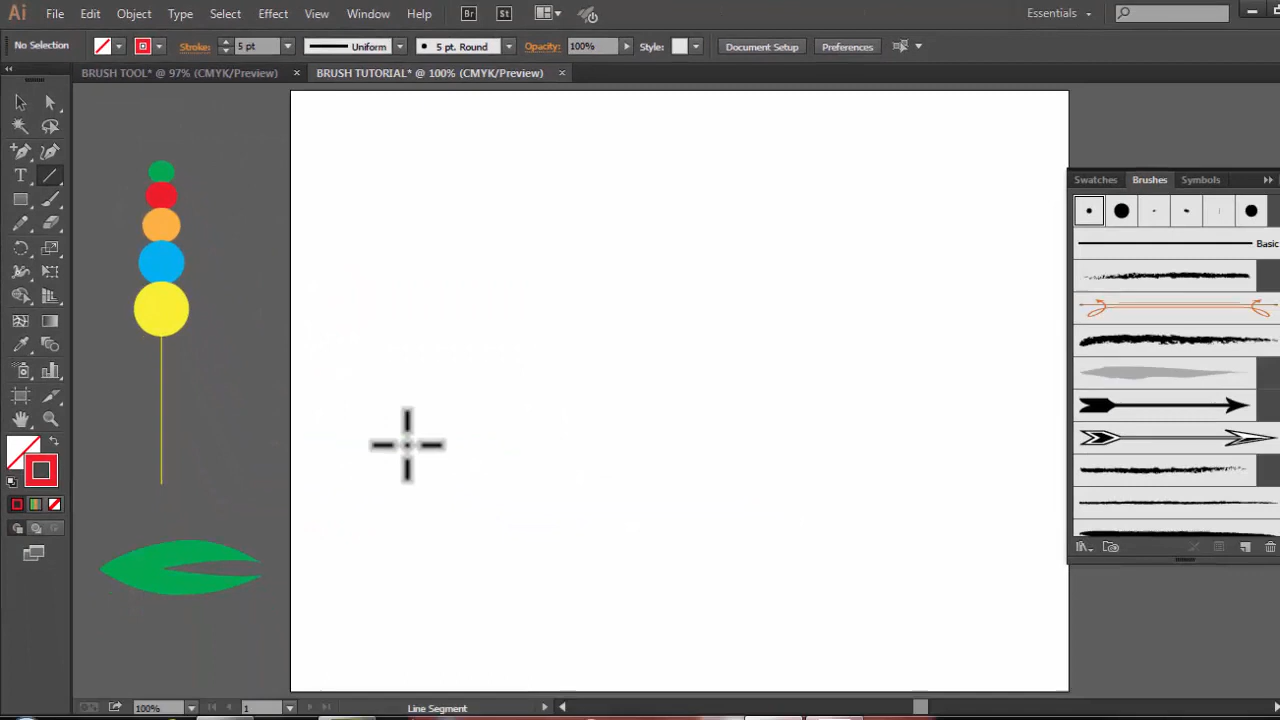 Ai File Edit Object Type Select Effect View Window Help Br St Essentials
No Selection Stroke: 5 pt Uniform 5 pt. Round Opacity: 100% Style: Document Setup Preferences
BRUSH TOOL* @ 97% (CMYK/Preview) × BRUSH TUTORIAL* @ 100% (CMYK/Preview) ×
Swatches Brushes Symbols
Basic
100% 1 Line Segment